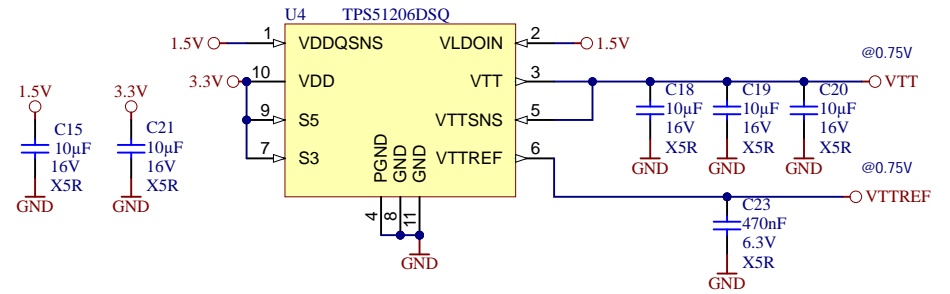 U4 TPS51206DSQ
1.5V 1 VDDQSNS VLDOIN 2 1.5V
@0.75V
3.3V 10 VDD VTT 3 VTT
1.5V
C15
10µF
16V
X5R
GND
3.3V
C21
10µF
16V
X5R
GND
9 S5 VTTSNS 5
7 S3 VTTREF 6
C18
10µF
16V
X5R
GND
C19
10µF
16V
X5R
GND
C20
10µF
16V
X5R
GND
@0.75V
VTTREF
PGND
GND
GND
4
8
11
GND
C23
470nF
6.3V
X5R
GND